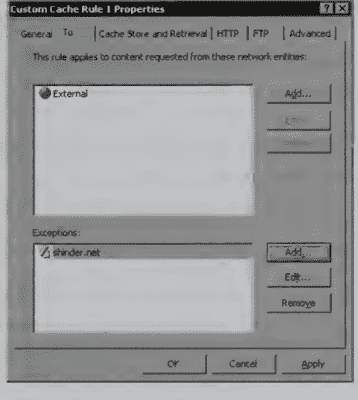 Custom Cache Rule 1 Properties
General To Cache Store and Retrieval HTTP FTP Advanced
This rule applies to content requested from these network entities:
External
Add...
Exceptions:
shinder.net
Add...
Edit...
Remove
OK Cancel Apply